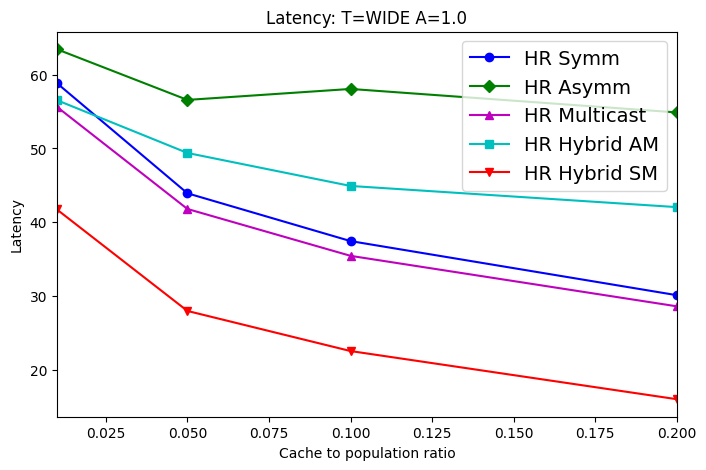 Latency: T=WIDE A=1.0
HR Symm
HR Asymm
HR Multicast
HR Hybrid AM
HR Hybrid SM
Latency
60
50
40
30
20
0.025 0.050 0.075 0.100 0.125 0.150 0.175 0.200
Cache to population ratio